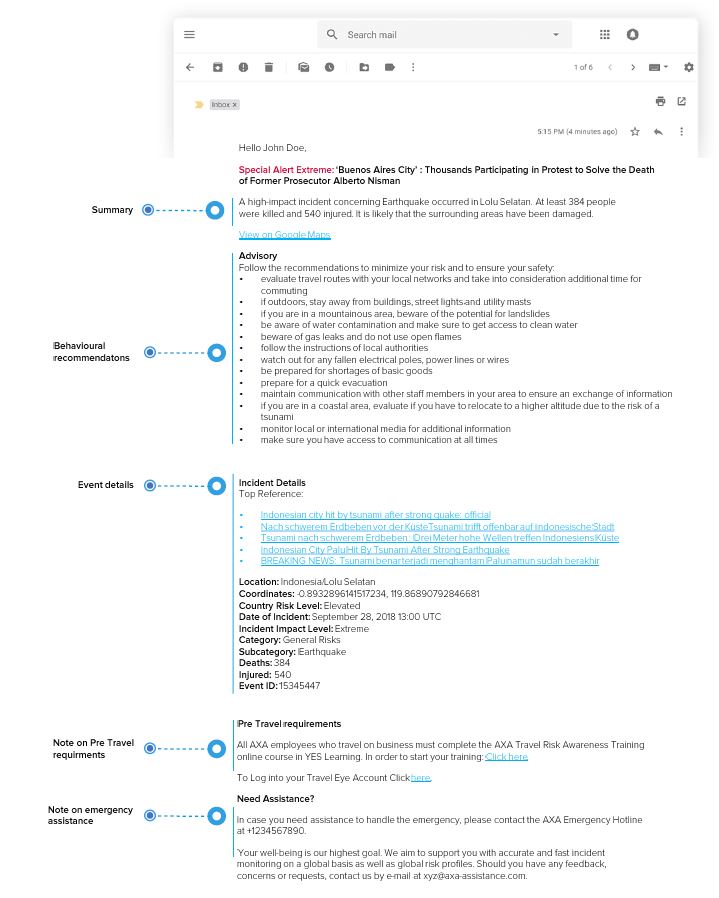 Search mail
1 of 6
Inbox ×
5:15 PM (4 minutes ago)
Hello John Doe,
Special Alert Extreme: 'Buenos Aires City' : Thousands Participating in Protest to Solve the Death
of Former Prosecutor Alberto Nisman
Summary
A high-impact incident concerning Earthquake occurred in Lolu Selatan. At least 384 people
were killed and 540 injured. It is likely that the surrounding areas have been damaged.
View on Google Maps
Advisory
Follow the recommendations to minimize your risk and to ensure your safety:
• evaluate travel routes with your local networks and take into consideration additional time for
commuting
• if outdoors, stay away from buildings, street lights and utility masts
• if you are in a mountainous area, beware of the potential for landslides
• be aware of water contamination and make sure to get access to clean water
• beware of gas leaks and do not use open flames
Behavioural
recommendatons
• follow the instructions of local authorities
• watch out for any fallen electrical poles, power lines or wires
• be prepared for shortages of basic goods
• prepare for a quick evacuation
• maintain communication with other staff members in your area to ensure an exchange of information
• if you are in a coastal area, evaluate if you have to relocate to a higher altitude due to the risk of a
tsunami
• monitor local or international media for additional information
• make sure you have access to communication at all times
Event details
Incident Details
Top Reference:
• Indonesian city hit by tsunami after strong quake: official
• Nach schwerem Erdbeben vor der Küste Tsunami trifft offenbar auf indonesische Stadt
• Tsunami nach schwerem Erdbeben: Drei Meter hohe Wellen treffen Indonesiens Küste
• Indonesian City Palu Hit By Tsunami After Strong Earthquake
• BREAKING NEWS: Tsunami benar terjadi menghantam Palu namun sudah berakhir
Location: Indonesia/Lolu Selatan
Coordinates: -0.8932896141517234, 119.86890792846681
Country Risk Level: Elevated
Date of Incident: September 28, 2018 13:00 UTC
Incident Impact Level: Extreme
Category: General Risks
Subcategory: Earthquake
Deaths: 384
Injured: 540
Event ID: 15345447
Note on Pre Travel
requirments
Pre Travel requirements
All AXA employees who travel on business must complete the AXA Travel Risk Awareness Training
online course in YES Learning. In order to start your training: Click here
To Log into your Travel Eye Account Click here.
Note on emergency
assistance
Need Assistance?
In case you need assistance to handle the emergency, please contact the AXA Emergency Hotline
at +1234567890.
Your well-being is our highest goal. We aim to support you with accurate and fast incident
monitoring on a global basis as well as global risk profiles. Should you have any feedback,
concerns or requests, contact us by e-mail at xyz@axa-assistance.com.